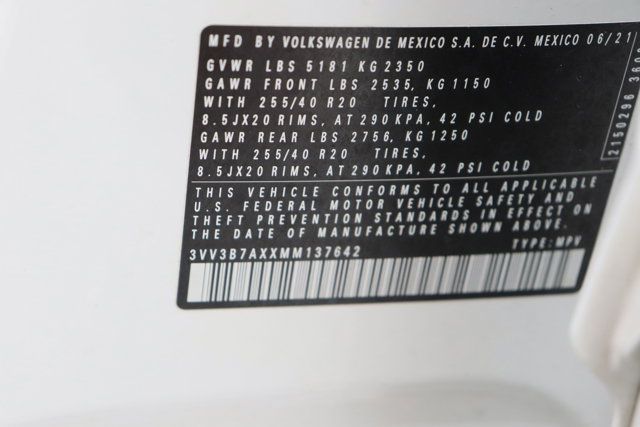 MFD BY VOLKSWAGEN DE MEXICO S.A. DE C.V. MEXICO 06/21
GVWR LBS 5181 KG 2350
GAWR FRONT LBS 2535, KG 1150
WITH 255/40 R20 TIRES,
8.5JX20 RIMS, AT 290 KPA, 42 PSI COLD
GAWR REAR LBS 2756, KG 1250
WITH 255/40 R20 TIRES,
8.5JX20 RIMS, AT 290 KPA, 42 PSI COLD
THIS VEHICLE CONFORMS TO ALL APPLICABLE
U.S. FEDERAL MOTOR VEHICLE SAFETY AND
THEFT PREVENTION STANDARDS IN EFFECT ON
THE DATE OF MANUFACTURE SHOWN ABOVE.
3VV3B7AXXMM137642
TYPE: MPV
2150296